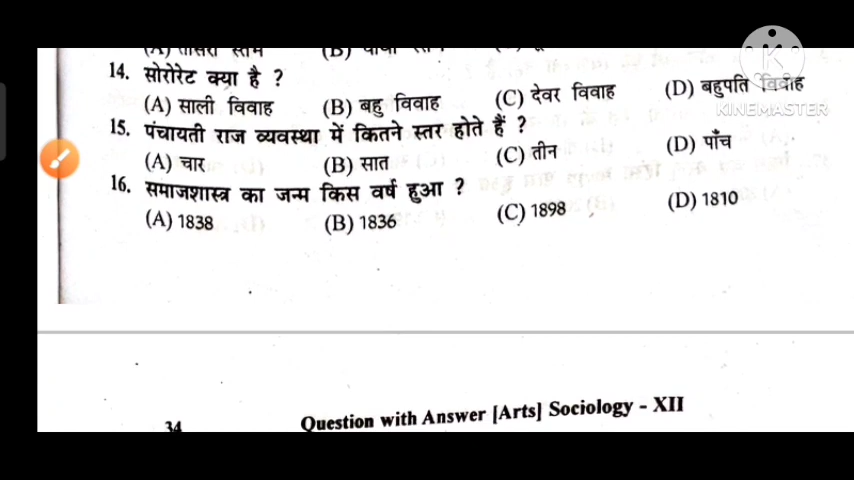 (A) तीसरा स्तंभ (B)
14. सोरोरेट क्या है ?
(A) साली विवाह (B) बहु विवाह (C) देवर विवाह (D) बहुपति विवाह
KINEMASTER
15. पंचायती राज व्यवस्था में कितने स्तर होते हैं ?
(A) चार (B) सात (C) तीन (D) पाँच
16. समाजशास्त्र का जन्म किस वर्ष हुआ ?
(A) 1838 (B) 1836 (C) 1898 (D) 1810
34 Question with Answer [Arts] Sociology - XII